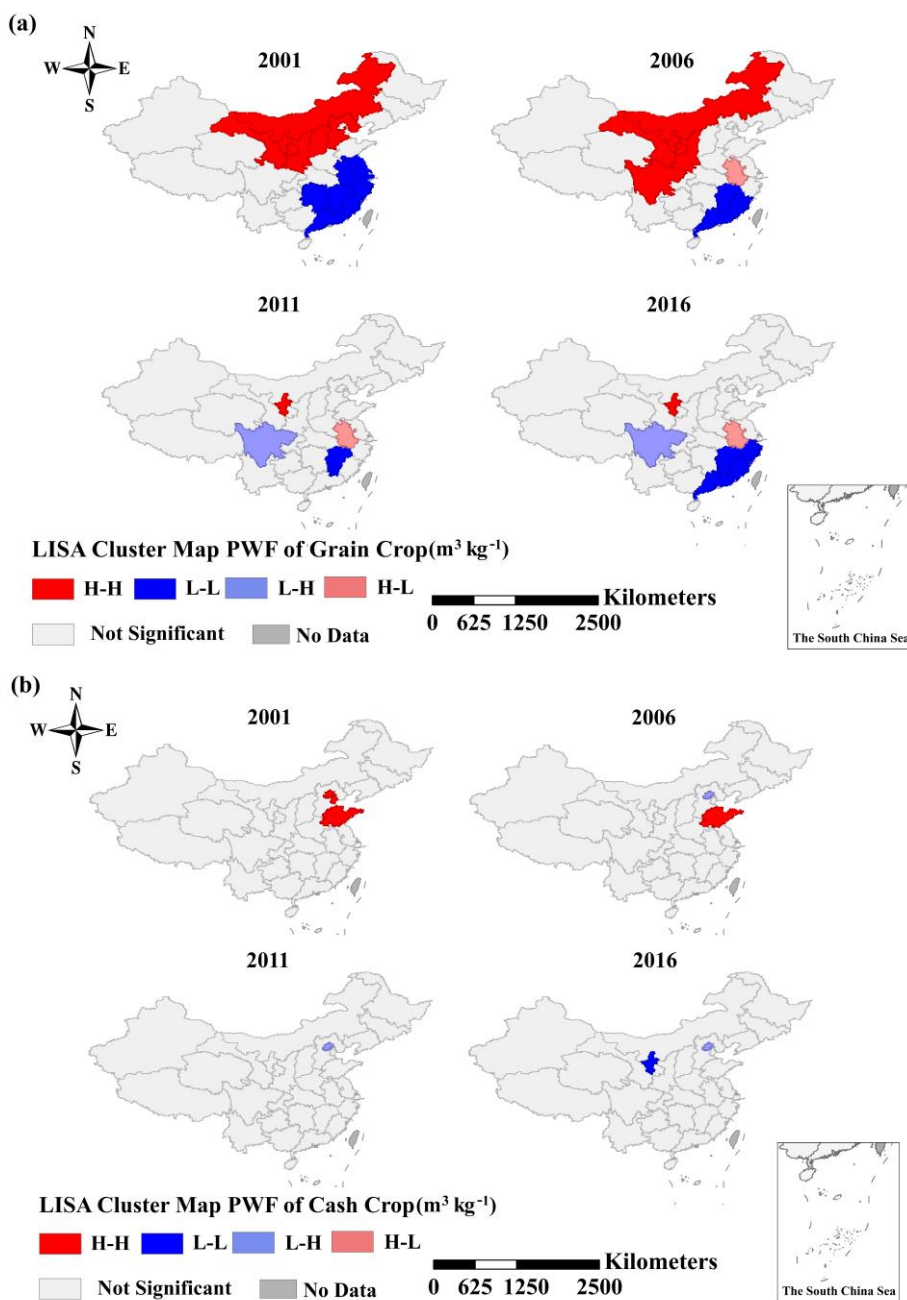 (a)
N
W E
S
2001 2006
2011 2016
LISA Cluster Map PWF of Grain Crop(m³ kg⁻¹)
H-H L-L L-H H-L
Not Significant No Data
Kilometers
0 625 1250 2500
The South China Sea
(b)
N
W E
S
2001 2006
2011 2016
LISA Cluster Map PWF of Cash Crop(m³ kg⁻¹)
H-H L-L L-H H-L
Not Significant No Data
Kilometers
0 625 1250 2500
The South China Sea